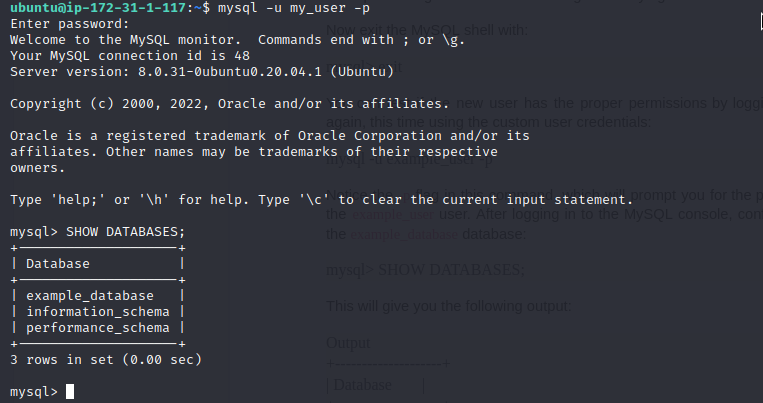 ubuntu@ip-172-31-1-117:~$ mysql -u my_user -p
Enter password:
Welcome to the MySQL monitor.  Commands end with ; or \g.
Your MySQL connection id is 48
Server version: 8.0.31-0ubuntu0.20.04.1 (Ubuntu)
Copyright (c) 2000, 2022, Oracle and/or its affiliates.
Oracle is a registered trademark of Oracle Corporation and/or its
affiliates. Other names may be trademarks of their respective
owners.
Type 'help;' or '\h' for help. Type '\c' to clear the current input statement.
mysql> SHOW DATABASES;
+--------------------+
| Database           |
+--------------------+
| example_database   |
| information_schema |
| performance_schema |
+--------------------+
3 rows in set (0.00 sec)
mysql>
Now exit the MySQL shell with:
new user has the proper permissions by
again, this time using the custom user credentials:
mysql -u example_user -p
in this command, which will prompt you for the
the example_user user. After logging in to the MySQL console,
the example_database database:
mysql> SHOW DATABASES;
This will give you the following output:
Output
+--------------------+
| Database |